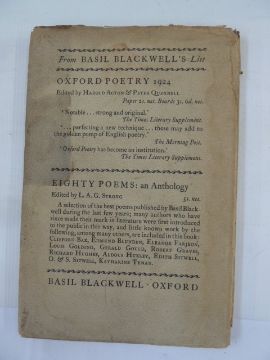 From BASIL BLACKWELL'S List
OXFORD POETRY 1924
Edited by HAROLD ACTON & PETER QUENNELL
Paper 2s. net. Boards 3s. 6d. net.
'Notable . . . strong and original.'
The Times Literary Supplement.
'. . . perfecting a new technique . . . those may add to
the golden pomp of English poetry.'
The Morning Post.
'Oxford Poetry has become an institution.'
The Times Literary Supplement.
EIGHTY POEMS: an Anthology
Edited by L. A. G. STRONG
5s. net.
A selection of the best poems published by Basil Black-
well during the last few years; many authors who have
since made their mark in literature were first introduced
to the public in this way, and little known work by the
following, among many others, are included in this book:
CLIFFORD BAX, EDMUND BLUNDEN, ELEANOR FARJEON,
LOUIS GOLDING, GERALD GOULD, ROBERT GRAVES,
RICHARD HUGHES, ALDOUS HUXLEY, EDITH SITWELL,
O. & S. SITWELL, KATHARINE TYNAN.
BASIL BLACKWELL · OXFORD